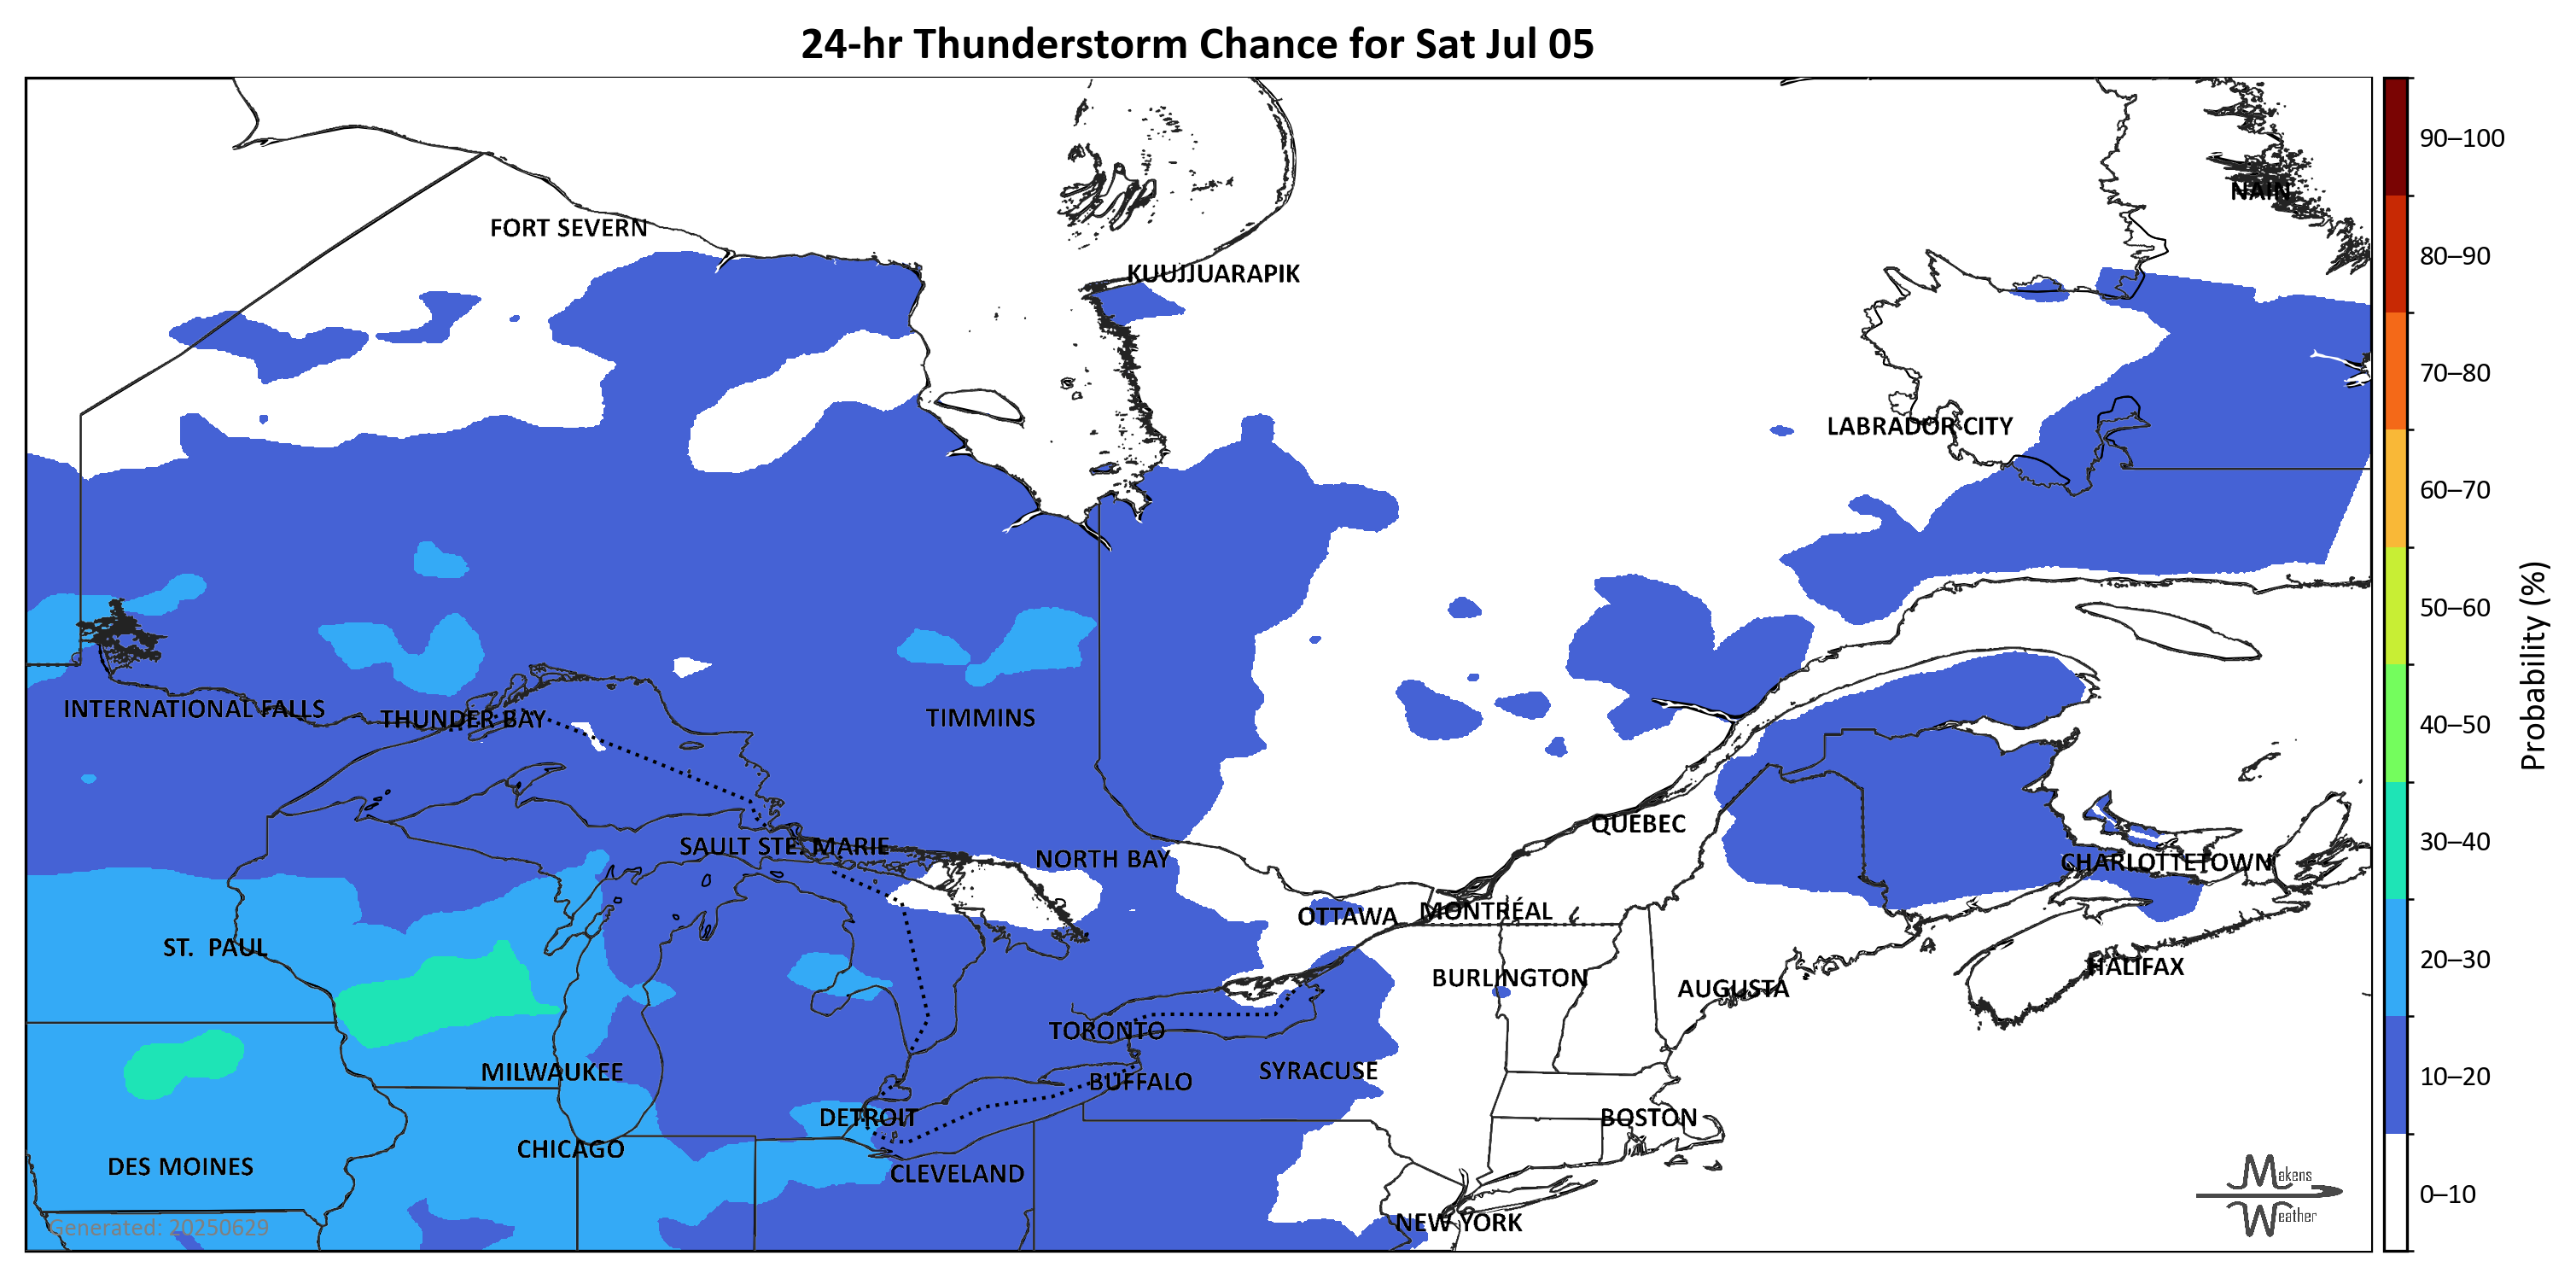 24-hr Thunderstorm Chance for Sat Jul 05
90–100
NAIN
FORT SEVERN
80–90
KUUJJUARAPIK
70–80
LABRADOR CITY
60–70
50–60
Probability (%)
INTERNATIONAL FALLS
THUNDER BAY
TIMMINS
40–50
QUEBEC
SAULT STE. MARIE
NORTH BAY
CHARLOTTETOWN
30–40
OTTAWA
MONTRÉAL
ST. PAUL
BURLINGTON
AUGUSTA
HALIFAX
20–30
TORONTO
MILWAUKEE
SYRACUSE
BUFFALO
10–20
DETROIT
BOSTON
CHICAGO
DES MOINES
CLEVELAND
Makens
Weather
0–10
NEW YORK
Generated: 20250629